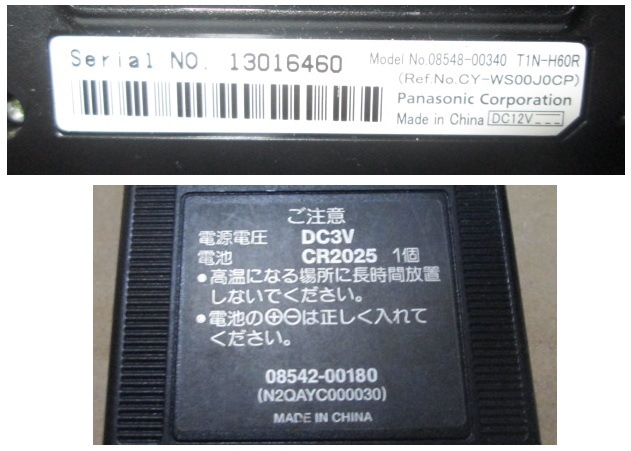 Serial NO. 13016460
Model No.08548-00340 T1N-H60R
(Ref.No.CY-WS00J0CP)
Panasonic Corporation
Made in China DC12V
ご注意
電源電圧 DC3V
電池 CR2025 1個
●高温になる場所に長時間放置
しないでください。
●電池の⊕⊖は正しく入れて
ください。
08542-00180
(N2QAYC000030)
MADE IN CHINA